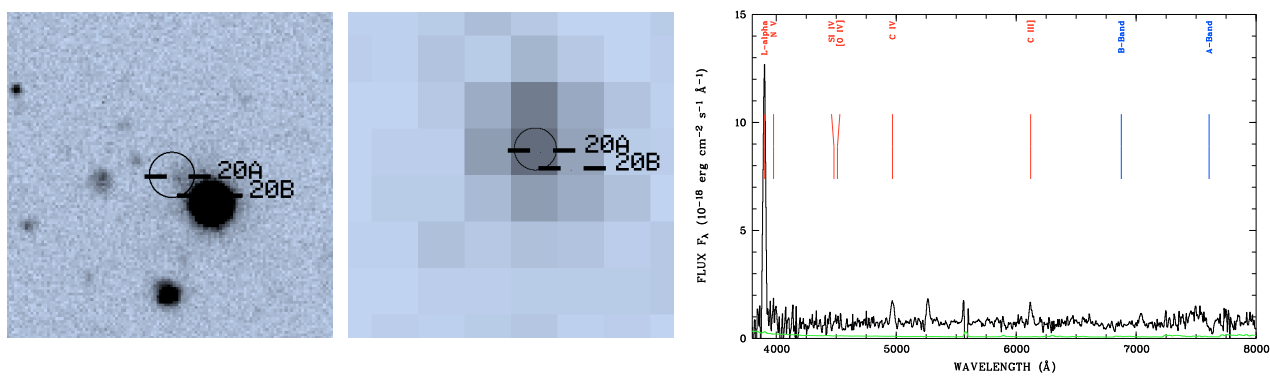 20A
20B
20A
20B
L-alpha
N V
SI IV
[O IV]
C IV
C III]
B-Band
A-Band
15
10
5
0
FLUX Fλ (10⁻¹⁸ erg cm⁻² s⁻¹ Å⁻¹)
4000 5000 6000 7000 8000
WAVELENGTH (Å)